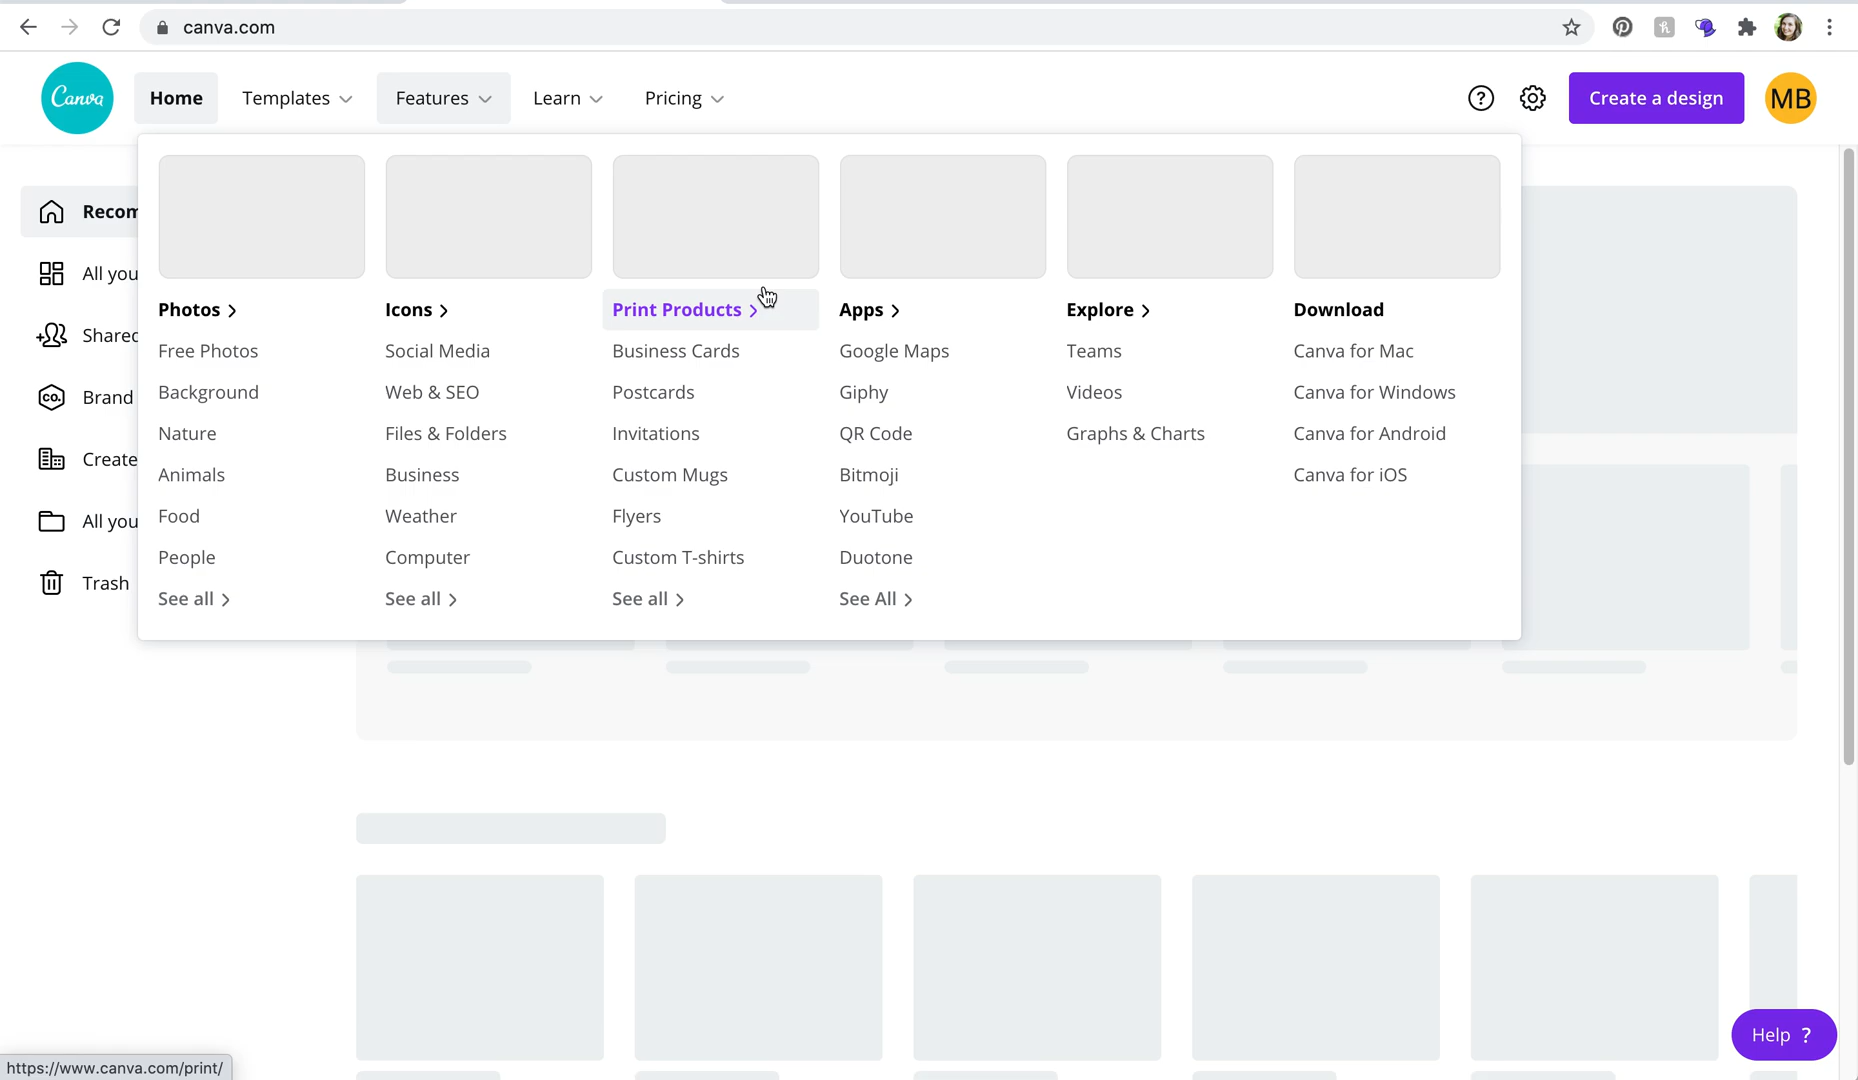 canva.com
Canva
Home
Templates
Features
Learn
Pricing
Create a design
MB
Recom
All you
Shared
Brand
Create
All you
Trash
Photos
Free Photos
Background
Nature
Animals
Food
People
See all
Icons
Social Media
Web & SEO
Files & Folders
Business
Weather
Computer
See all
Print Products
Business Cards
Postcards
Invitations
Custom Mugs
Flyers
Custom T-shirts
See all
Apps
Google Maps
Giphy
QR Code
Bitmoji
YouTube
Duotone
See All
Explore
Teams
Videos
Graphs & Charts
Download
Canva for Mac
Canva for Windows
Canva for Android
Canva for iOS
Help ?
https://www.canva.com/print/